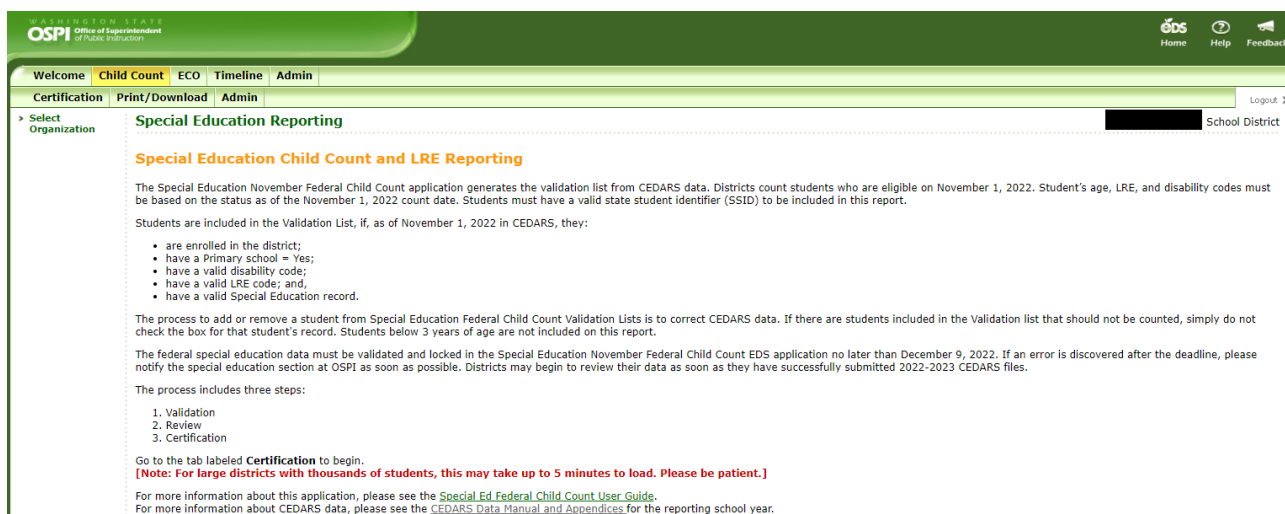 WASHINGTON STATE
OSPI Office of Superintendent
of Public Instruction
eDS
Home Help Feedback
Welcome Child Count ECO Timeline Admin
Certification Print/Download Admin
Logout
Select
Organization
Special Education Reporting
School District
Special Education Child Count and LRE Reporting
The Special Education November Federal Child Count application generates the validation list from CEDARS data. Districts count students who are eligible on November 1, 2022. Student's age, LRE, and disability codes must
be based on the status as of the November 1, 2022 count date. Students must have a valid state student identifier (SSID) to be included in this report.
Students are included in the Validation List, if, as of November 1, 2022 in CEDARS, they:
• are enrolled in the district;
• have a Primary school = Yes;
• have a valid disability code;
• have a valid LRE code; and,
• have a valid Special Education record.
The process to add or remove a student from Special Education Federal Child Count Validation Lists is to correct CEDARS data. If there are students included in the Validation list that should not be counted, simply do not
check the box for that student's record. Students below 3 years of age are not included on this report.
The federal special education data must be validated and locked in the Special Education November Federal Child Count EDS application no later than December 9, 2022. If an error is discovered after the deadline, please
notify the special education section at OSPI as soon as possible. Districts may begin to review their data as soon as they have successfully submitted 2022-2023 CEDARS files.
The process includes three steps:
1. Validation
2. Review
3. Certification
Go to the tab labeled Certification to begin.
[Note: For large districts with thousands of students, this may take up to 5 minutes to load. Please be patient.]
For more information about this application, please see the Special Ed Federal Child Count User Guide.
For more information about CEDARS data, please see the CEDARS Data Manual and Appendices for the reporting school year.